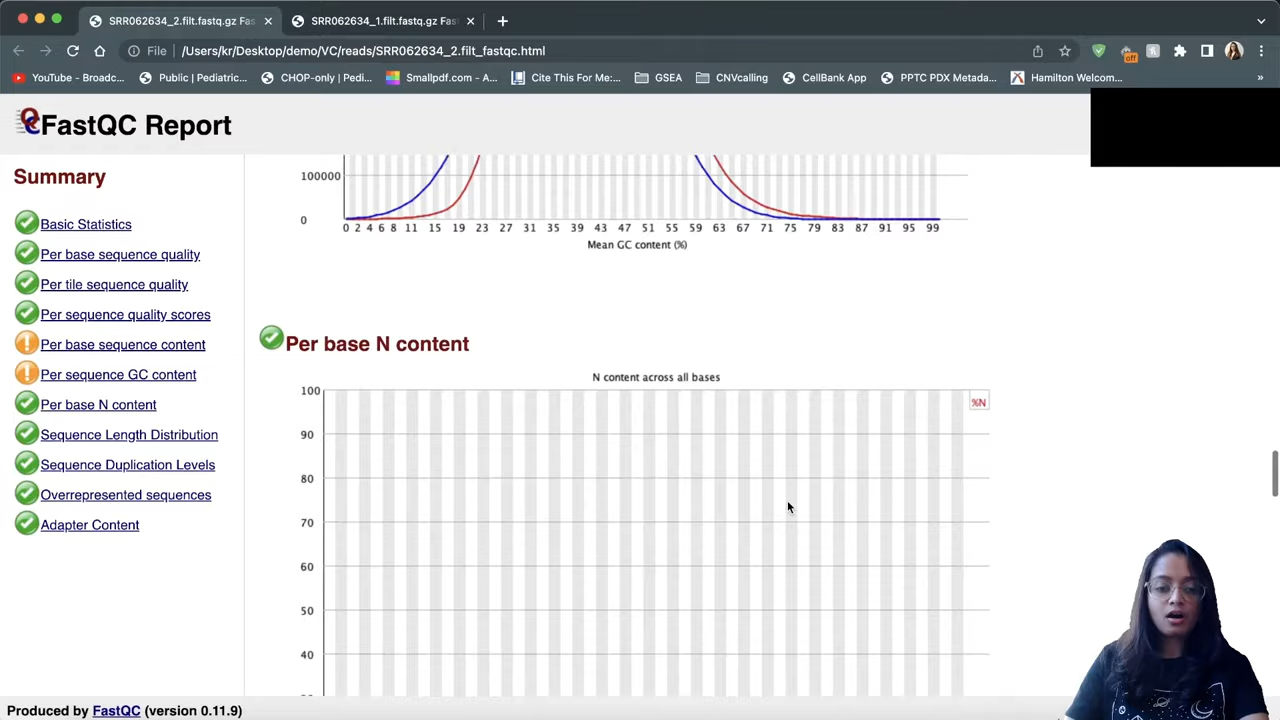 SRR062634_2.filt.fastq.gz Fas
SRR062634_1.filt.fastq.gz Fas
File
/Users/kr/Desktop/demo/VC/reads/SRR062634_2.filt_fastqc.html
off
YouTube - Broadc...
Public | Pediatric...
CHOP-only | Pedi...
Smallpdf.com - A...
Cite This For Me:...
GSEA
CNVcalling
CellBank App
PPTC PDX Metada...
Hamilton Welcom...
»
FastQC Report
Summary
Basic Statistics
Per base sequence quality
Per tile sequence quality
Per sequence quality scores
Per base sequence content
Per sequence GC content
Per base N content
Sequence Length Distribution
Sequence Duplication Levels
Overrepresented sequences
Adapter Content
100000
0
0 2 4 6 8 11 15 19 23 27 31 35 39 43 47 51 55 59 63 67 71 75 79 83 87 91 95 99
Mean GC content (%)
Per base N content
N content across all bases
100
%N
90
80
70
60
50
40
Produced by FastQC (version 0.11.9)